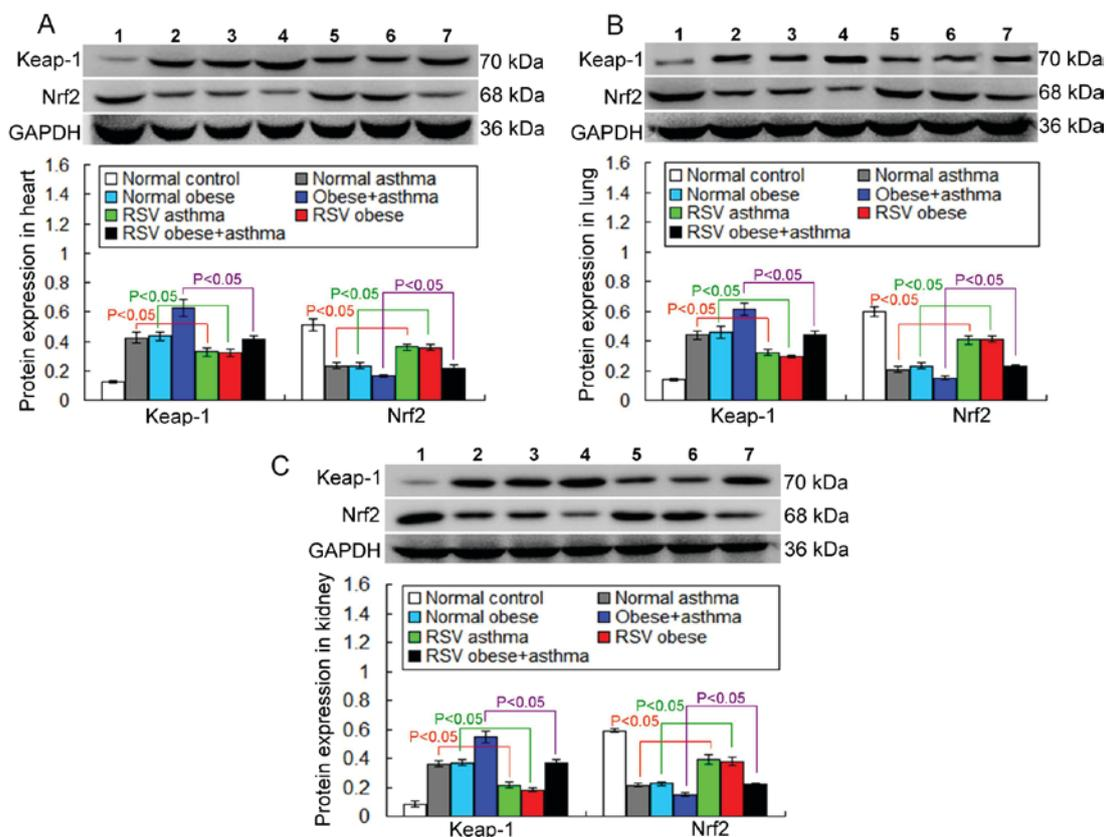 A
1 2 3 4 5 6 7
Keap-1 70 kDa
Nrf2 68 kDa
GAPDH 36 kDa
Protein expression in heart
1.6
1.4
1.2
1
0.8
0.6
0.4
0.2
0
Normal control Normal asthma
Normal obese Obese+asthma
RSV asthma RSV obese
RSV obese+asthma
P<0.05
P<0.05
P<0.05
P<0.05
P<0.05
P<0.05
Keap-1 Nrf2
B
1 2 3 4 5 6 7
Keap-1 70 kDa
Nrf2 68 kDa
GAPDH 36 kDa
Protein expression in lung
1.6
1.4
1.2
1
0.8
0.6
0.4
0.2
0
Normal control Normal asthma
Normal obese Obese+asthma
RSV asthma RSV obese
RSV obese+asthma
P<0.05
P<0.05
P<0.05
P<0.05
P<0.05
P<0.05
Keap-1 Nrf2
C
1 2 3 4 5 6 7
Keap-1 70 kDa
Nrf2 68 kDa
GAPDH 36 kDa
Protein expression in kidney
1.6
1.4
1.2
1
0.8
0.6
0.4
0.2
0
Normal control Normal asthma
Normal obese Obese+asthma
RSV asthma RSV obese
RSV obese+asthma
P<0.05
P<0.05
P<0.05
P<0.05
P<0.05
P<0.05
Keap-1 Nrf2